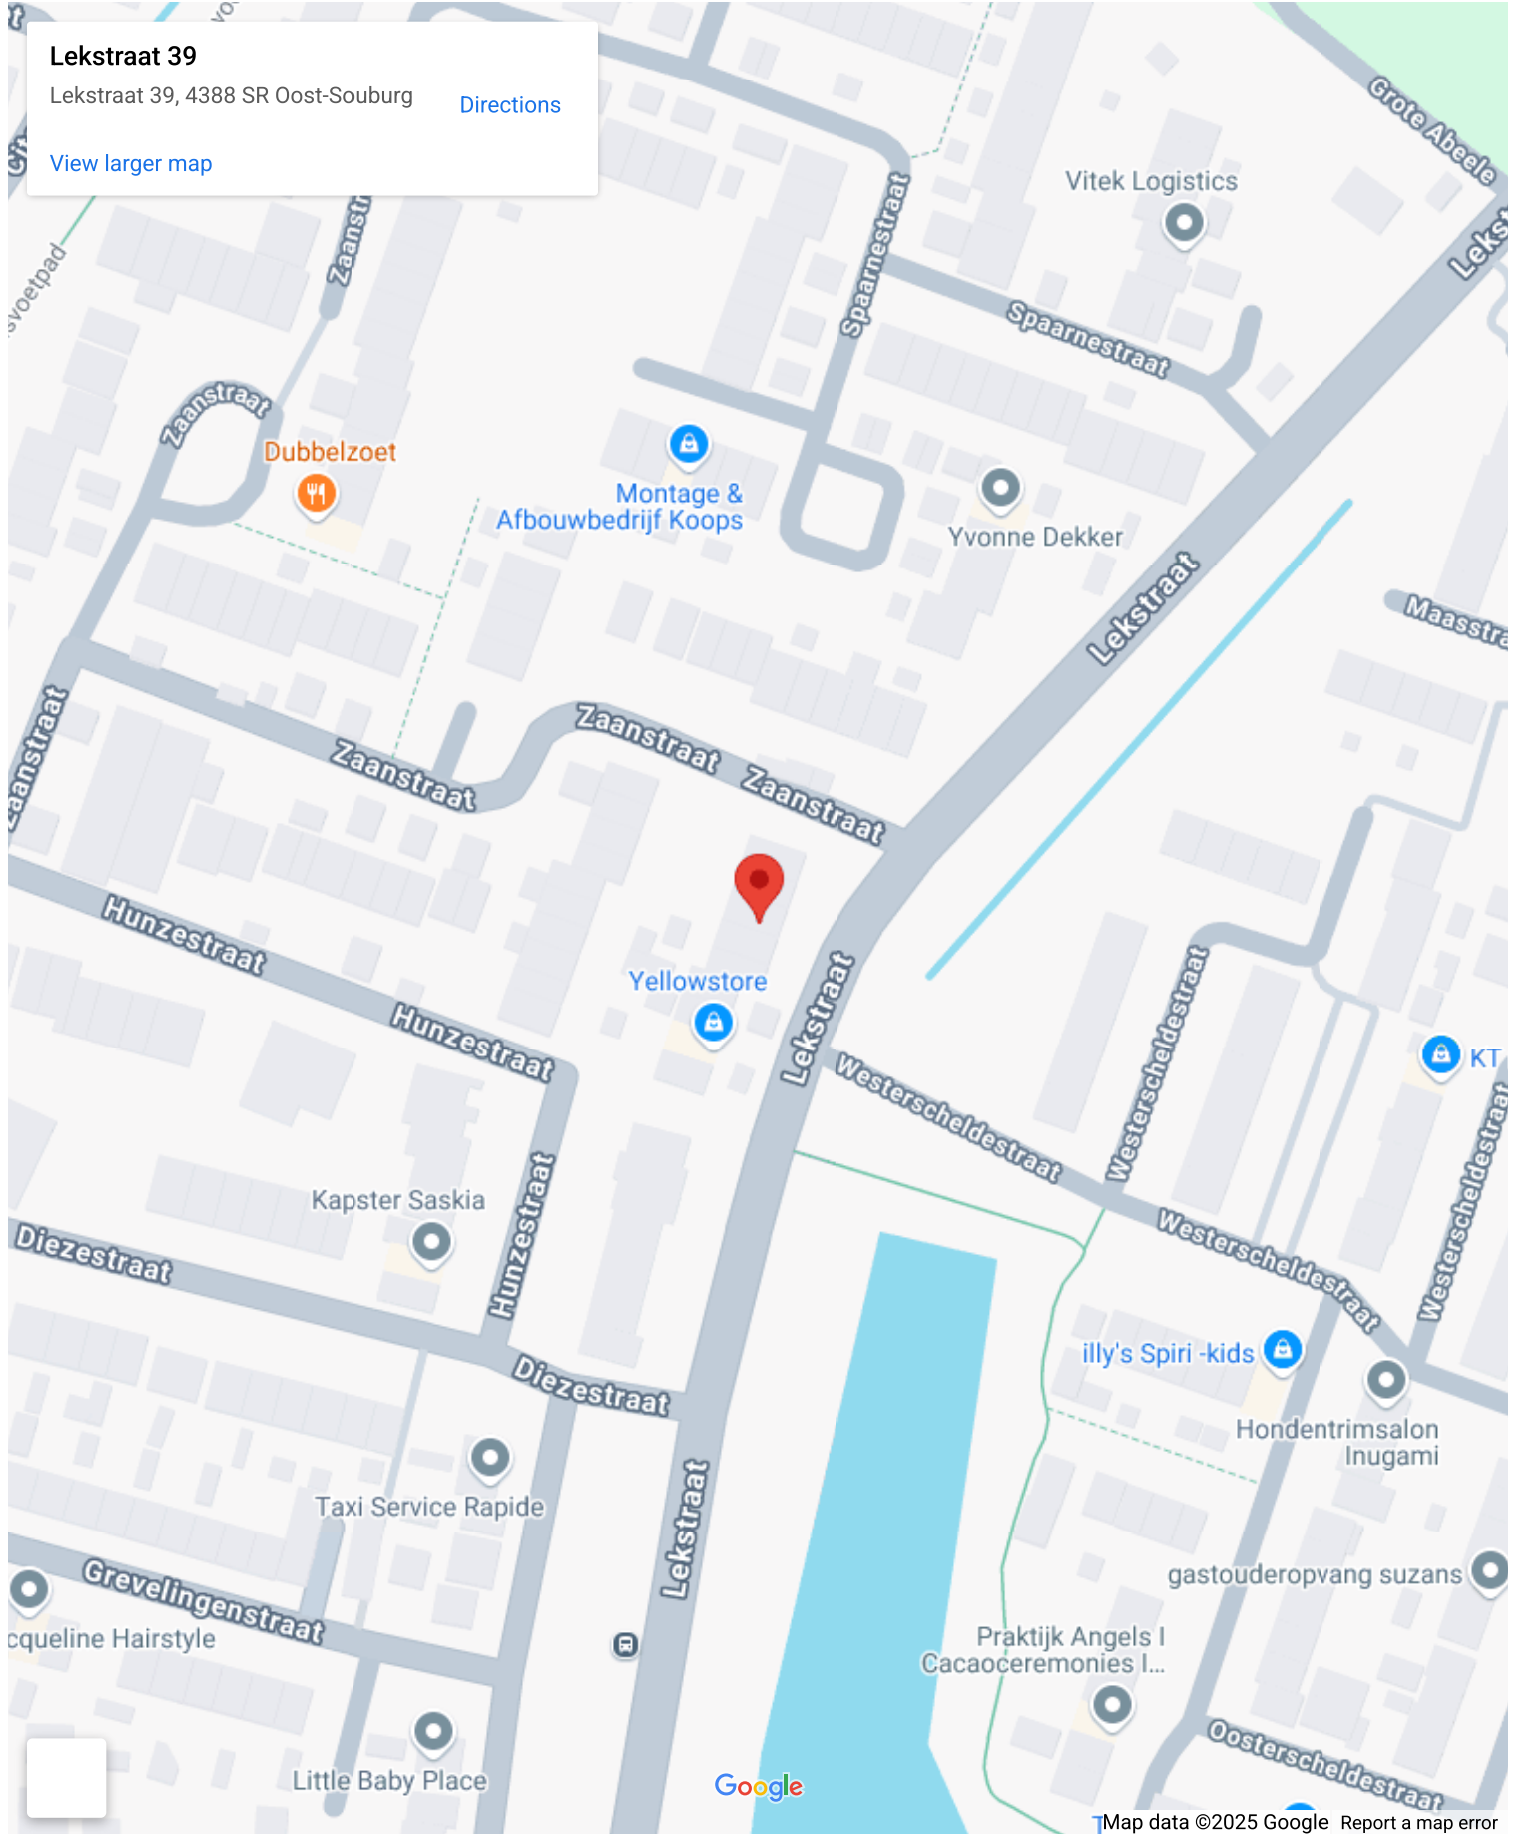 Lekstraat 39
Lekstraat 39, 4388 SR Oost-Souburg
Directions
View larger map
Grote Abeele
Vitek Logistics
Spaarnestraat
Spaarnestraat
svoetpad
Zaanstr
Lekst
Zaanstraat
Dubbelzoet
Montage &
Afbouwbedrijf Koops
Yvonne Dekker
Lekstraat
Maasstra
Zaanstraat
Zaanstraat
Zaanstraat
Zaanstraat
Hunzestraat
Hunzestraat
Yellowstore
Lekstraat
Westerscheldestraat
Westerscheldestraat
KT
Westerscheldestraat
Westerscheldestraat
Kapster Saskia
Hunzestraat
Diezestraat
Diezestraat
illy's Spiri -kids
Hondentrimsalon
Inugami
Taxi Service Rapide
Lekstraat
Grevelingenstraat
gastouderopvang suzans
cqueline Hairstyle
Praktijk Angels I
Cacaoceremonies I...
Little Baby Place
Oosterscheldestraat
Google
Map data ©2025 Google
Report a map error